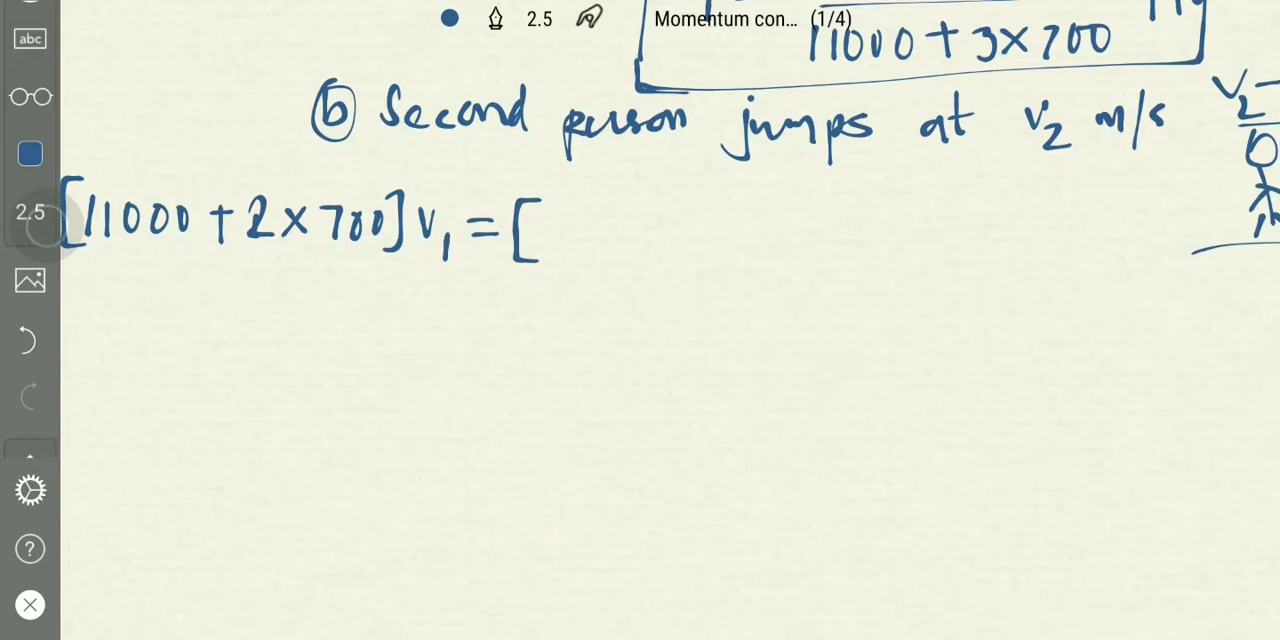 abc
2.5 Momentum con... (1/4)
11000 + 3×700
ⓑ Second person jumps at v₂ m/s
V₂
2.5
[11000 + 2×700]v₁ = [
?